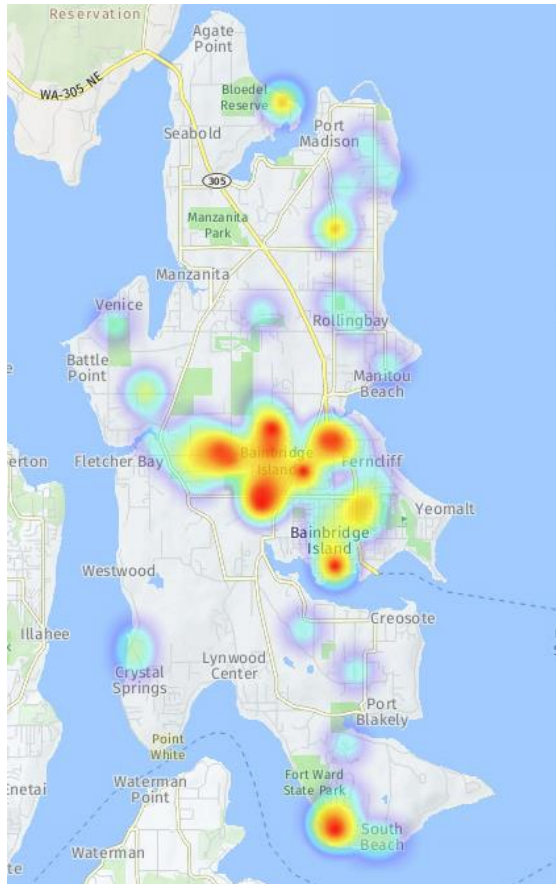 Reservation
Agate
Point
WA-305 NE
Bloedel
Reserve
Port
Madison
Seabold
305
Manzanita
Park
Manzanita
Venice
Rollingbay
Battle
Point
Manitou
Beach
erton
Fletcher Bay
Bainbridge
Island
Ferncliff
Yeomalt
Bainbridge
Island
Westwood
Creosote
Illahee
Lynwood
Center
Crystal
Springs
Port
Blakely
Point
White
Fort Ward
State Park
Enetai
Waterman
Point
South
Beach
Waterman
te